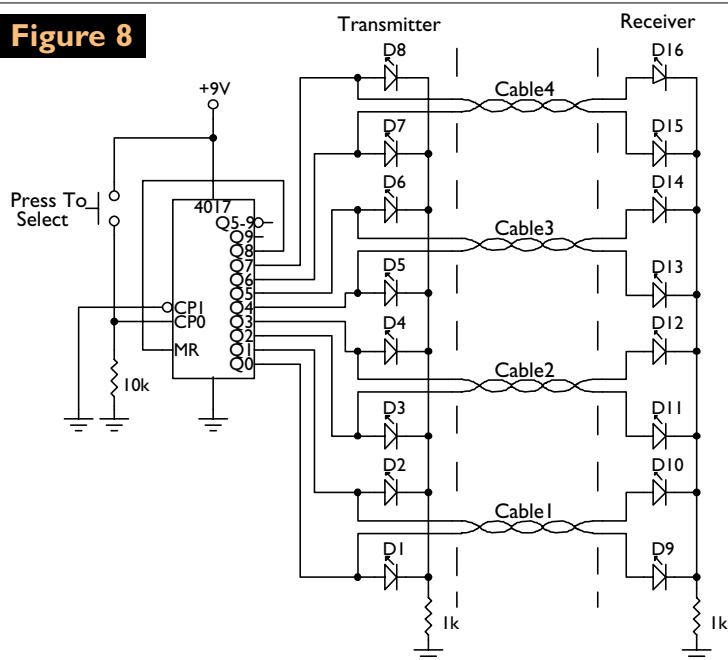 Figure 8
Transmitter
Receiver
+9V
Press To
Select
4017
Q5-9
Q9
Q8
Q7
Q6
Q5
Q4
Q3
Q2
Q1
Q0
CP1
CP0
MR
10k
D8
D7
D6
D5
D4
D3
D2
D1
1k
Cable4
Cable3
Cable2
Cable1
D16
D15
D14
D13
D12
D11
D10
D9
1k